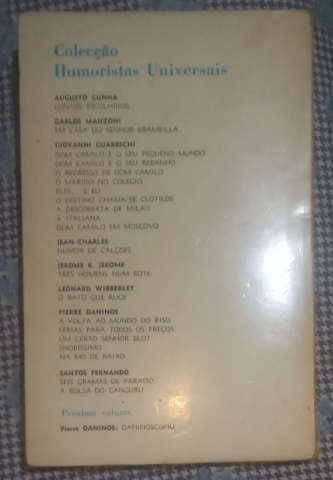 Colecção
Humoristas Universais
AUGUSTO CUNHA
CONTOS ESCOLHIDOS
CARLOS MANZONI
EM CASA DO SENHOR BRAMBILLA
GIOVANNI GUARESCHI
DOM CAMILO E O SEU PEQUENO MUNDO
DOM CAMILO E O SEU REBANHO
O REGRESSO DE DOM CAMILO
O MARIDO NO COLÉGIO
ELES... E EU
O DESTINO CHAMA-SE CLOTILDE
A DESCOBERTA DE MILÃO
À ITALIANA
DOM CAMILO EM MOSCOVO
JEAN-CHARLES
HUMOR DE CALÇÕES
JEROME K. JEROME
TRÊS HOMENS NUM BOTE
LEONARD WIBBERLEY
O RATO QUE RUGE
PIERRE DANINOS
A VOLTA AO MUNDO DO RISO
FÉRIAS PARA TODOS OS PREÇOS
UM CERTO SENHOR BLOT
SNOBÍSSIMO
NA MÓ DE BAIXO
SANTOS FERNANDO
SEIS GRAMAS DE PARAÍSO
A BOLSA DO CANGURU
Próximo volume
Pierre DANINOS: DANINOSCÓPIO